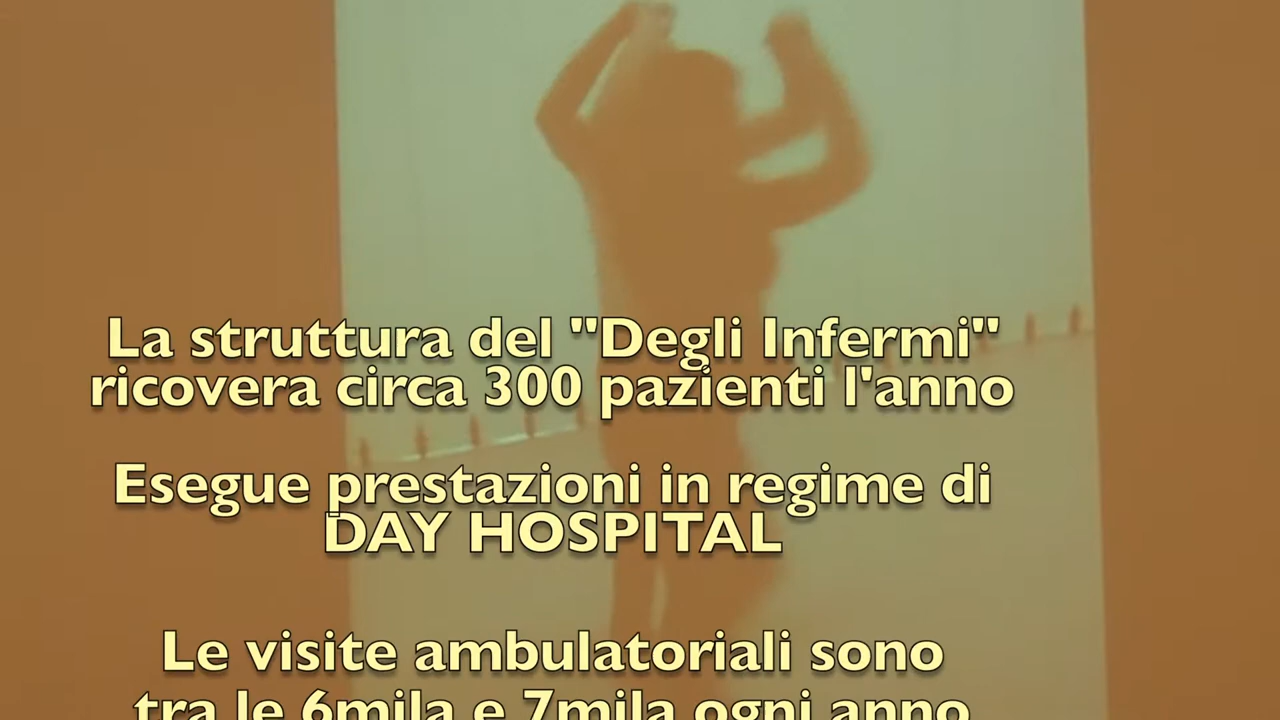 La struttura del "Degli Infermi"
ricovera circa 300 pazienti l'anno
Esegue prestazioni in regime di
DAY HOSPITAL
Le visite ambulatoriali sono
tra le 6mila e 7mila ogni anno